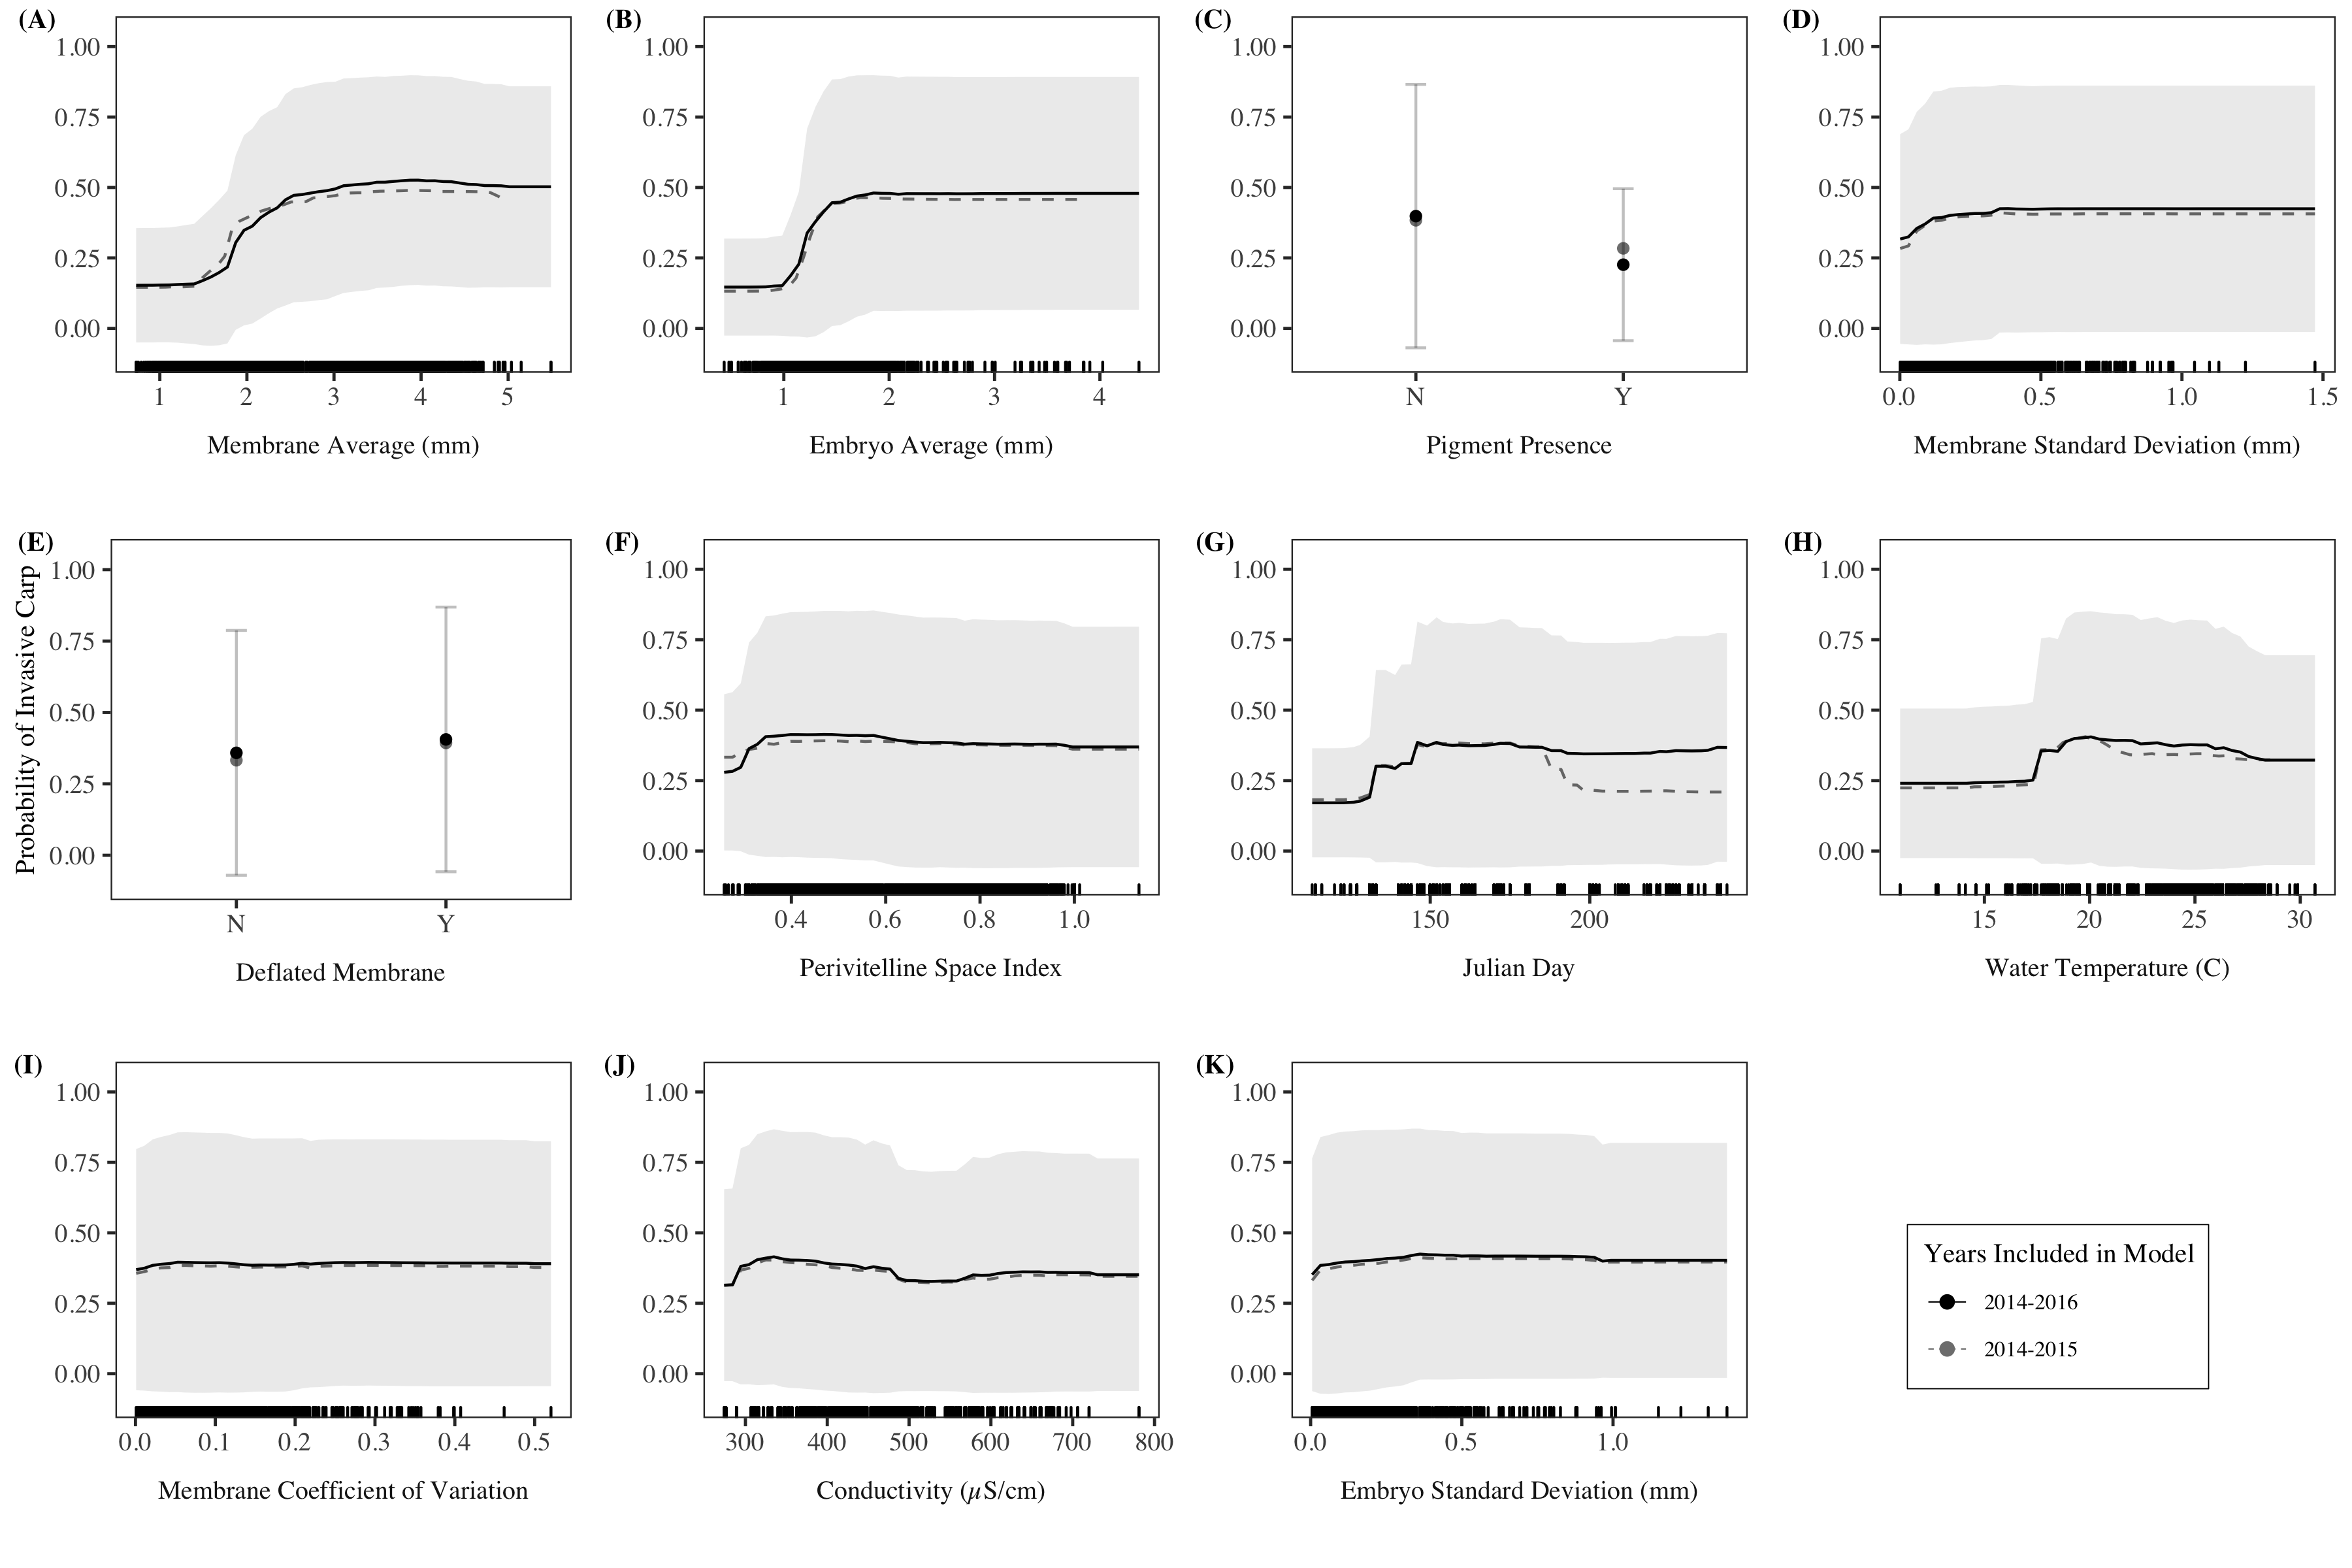 (A)
1.00
0.75
0.50
0.25
0.00
1 2 3 4 5
Membrane Average (mm)
(B)
1.00
0.75
0.50
0.25
0.00
1 2 3 4
Embryo Average (mm)
(C)
1.00
0.75
0.50
0.25
0.00
N Y
Pigment Presence
(D)
1.00
0.75
0.50
0.25
0.00
0.0 0.5 1.0 1.5
Membrane Standard Deviation (mm)
Probability of Invasive Carp
(E)
1.00
0.75
0.50
0.25
0.00
N Y
Deflated Membrane
(F)
1.00
0.75
0.50
0.25
0.00
0.4 0.6 0.8 1.0
Perivitelline Space Index
(G)
1.00
0.75
0.50
0.25
0.00
150 200
Julian Day
(H)
1.00
0.75
0.50
0.25
0.00
15 20 25 30
Water Temperature (C)
(I)
1.00
0.75
0.50
0.25
0.00
0.0 0.1 0.2 0.3 0.4 0.5
Membrane Coefficient of Variation
(J)
1.00
0.75
0.50
0.25
0.00
300 400 500 600 700 800
Conductivity (µS/cm)
(K)
1.00
0.75
0.50
0.25
0.00
0.0 0.5 1.0
Embryo Standard Deviation (mm)
Years Included in Model
2014-2016
2014-2015